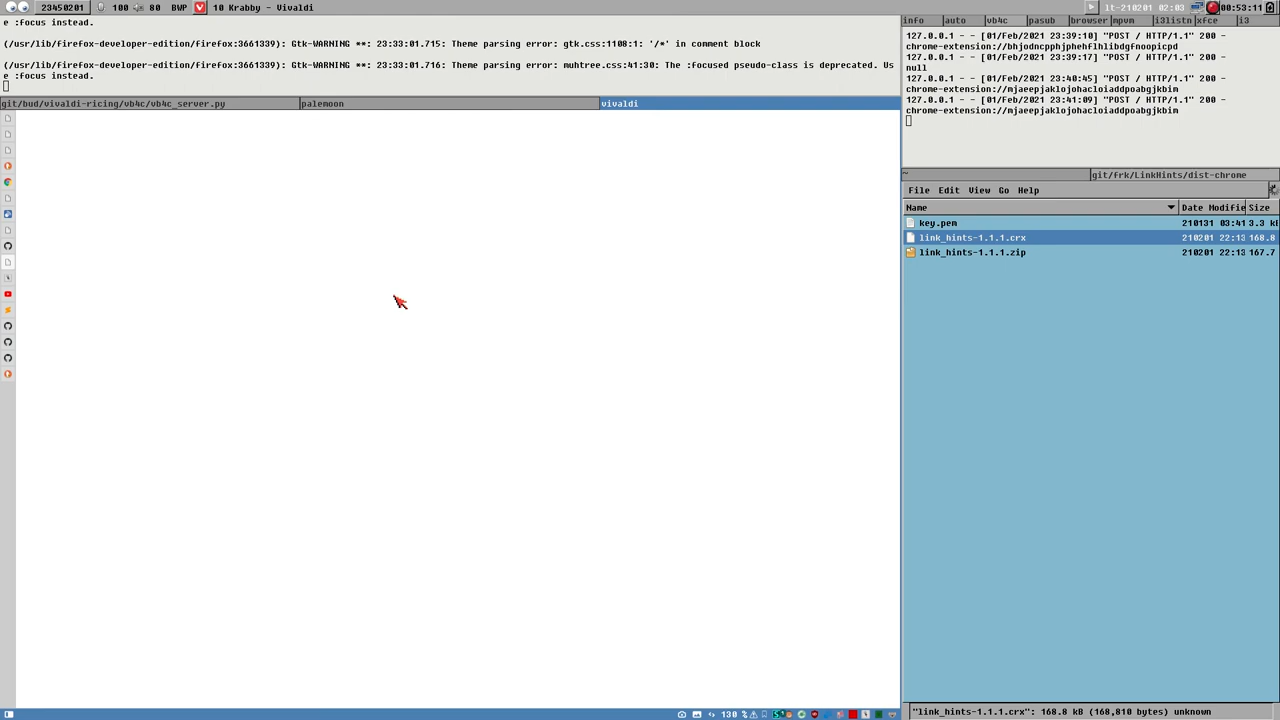 23450201 100 80 BWP 10 Krabby - Vivaldi lt-210201 02:03 00:53:11
e :focus instead.
(/usr/lib/firefox-developer-edition/firefox:3661339): Gtk-WARNING **: 23:33:01.715: Theme parsing error: gtk.css:1108:1: '/*' in comment block
(/usr/lib/firefox-developer-edition/firefox:3661339): Gtk-WARNING **: 23:33:01.716: Theme parsing error: muhtree.css:41:30: The :focused pseudo-class is deprecated. Us
e :focus instead.
git/bud/vivaldi-ricing/vb4c/vb4c_server.py palemoon vivaldi
130 %
info auto vb4c pasub browser mpvm i3listn xfce i3
127.0.0.1 - - [01/Feb/2021 23:39:10] "POST / HTTP/1.1" 200 -
chrome-extension://bhjodncpphjphehflhlibdgfnoopicpd
127.0.0.1 - - [01/Feb/2021 23:39:17] "POST / HTTP/1.1" 200 -
null
127.0.0.1 - - [01/Feb/2021 23:40:45] "POST / HTTP/1.1" 200 -
chrome-extension://mjaeepjaklojohacloiaddpoabgjkbim
127.0.0.1 - - [01/Feb/2021 23:41:09] "POST / HTTP/1.1" 200 -
chrome-extension://mjaeepjaklojohacloiaddpoabgjkbim
~ git/frk/LinkHints/dist-chrome
File Edit View Go Help
Name Date Modifie Size
key.pem 210131 03:41 3.3 k
link_hints-1.1.1.crx 210201 22:13 168.8
link_hints-1.1.1.zip 210201 22:13 167.7
"link_hints-1.1.1.crx": 168.8 kB (168,810 bytes) unknown